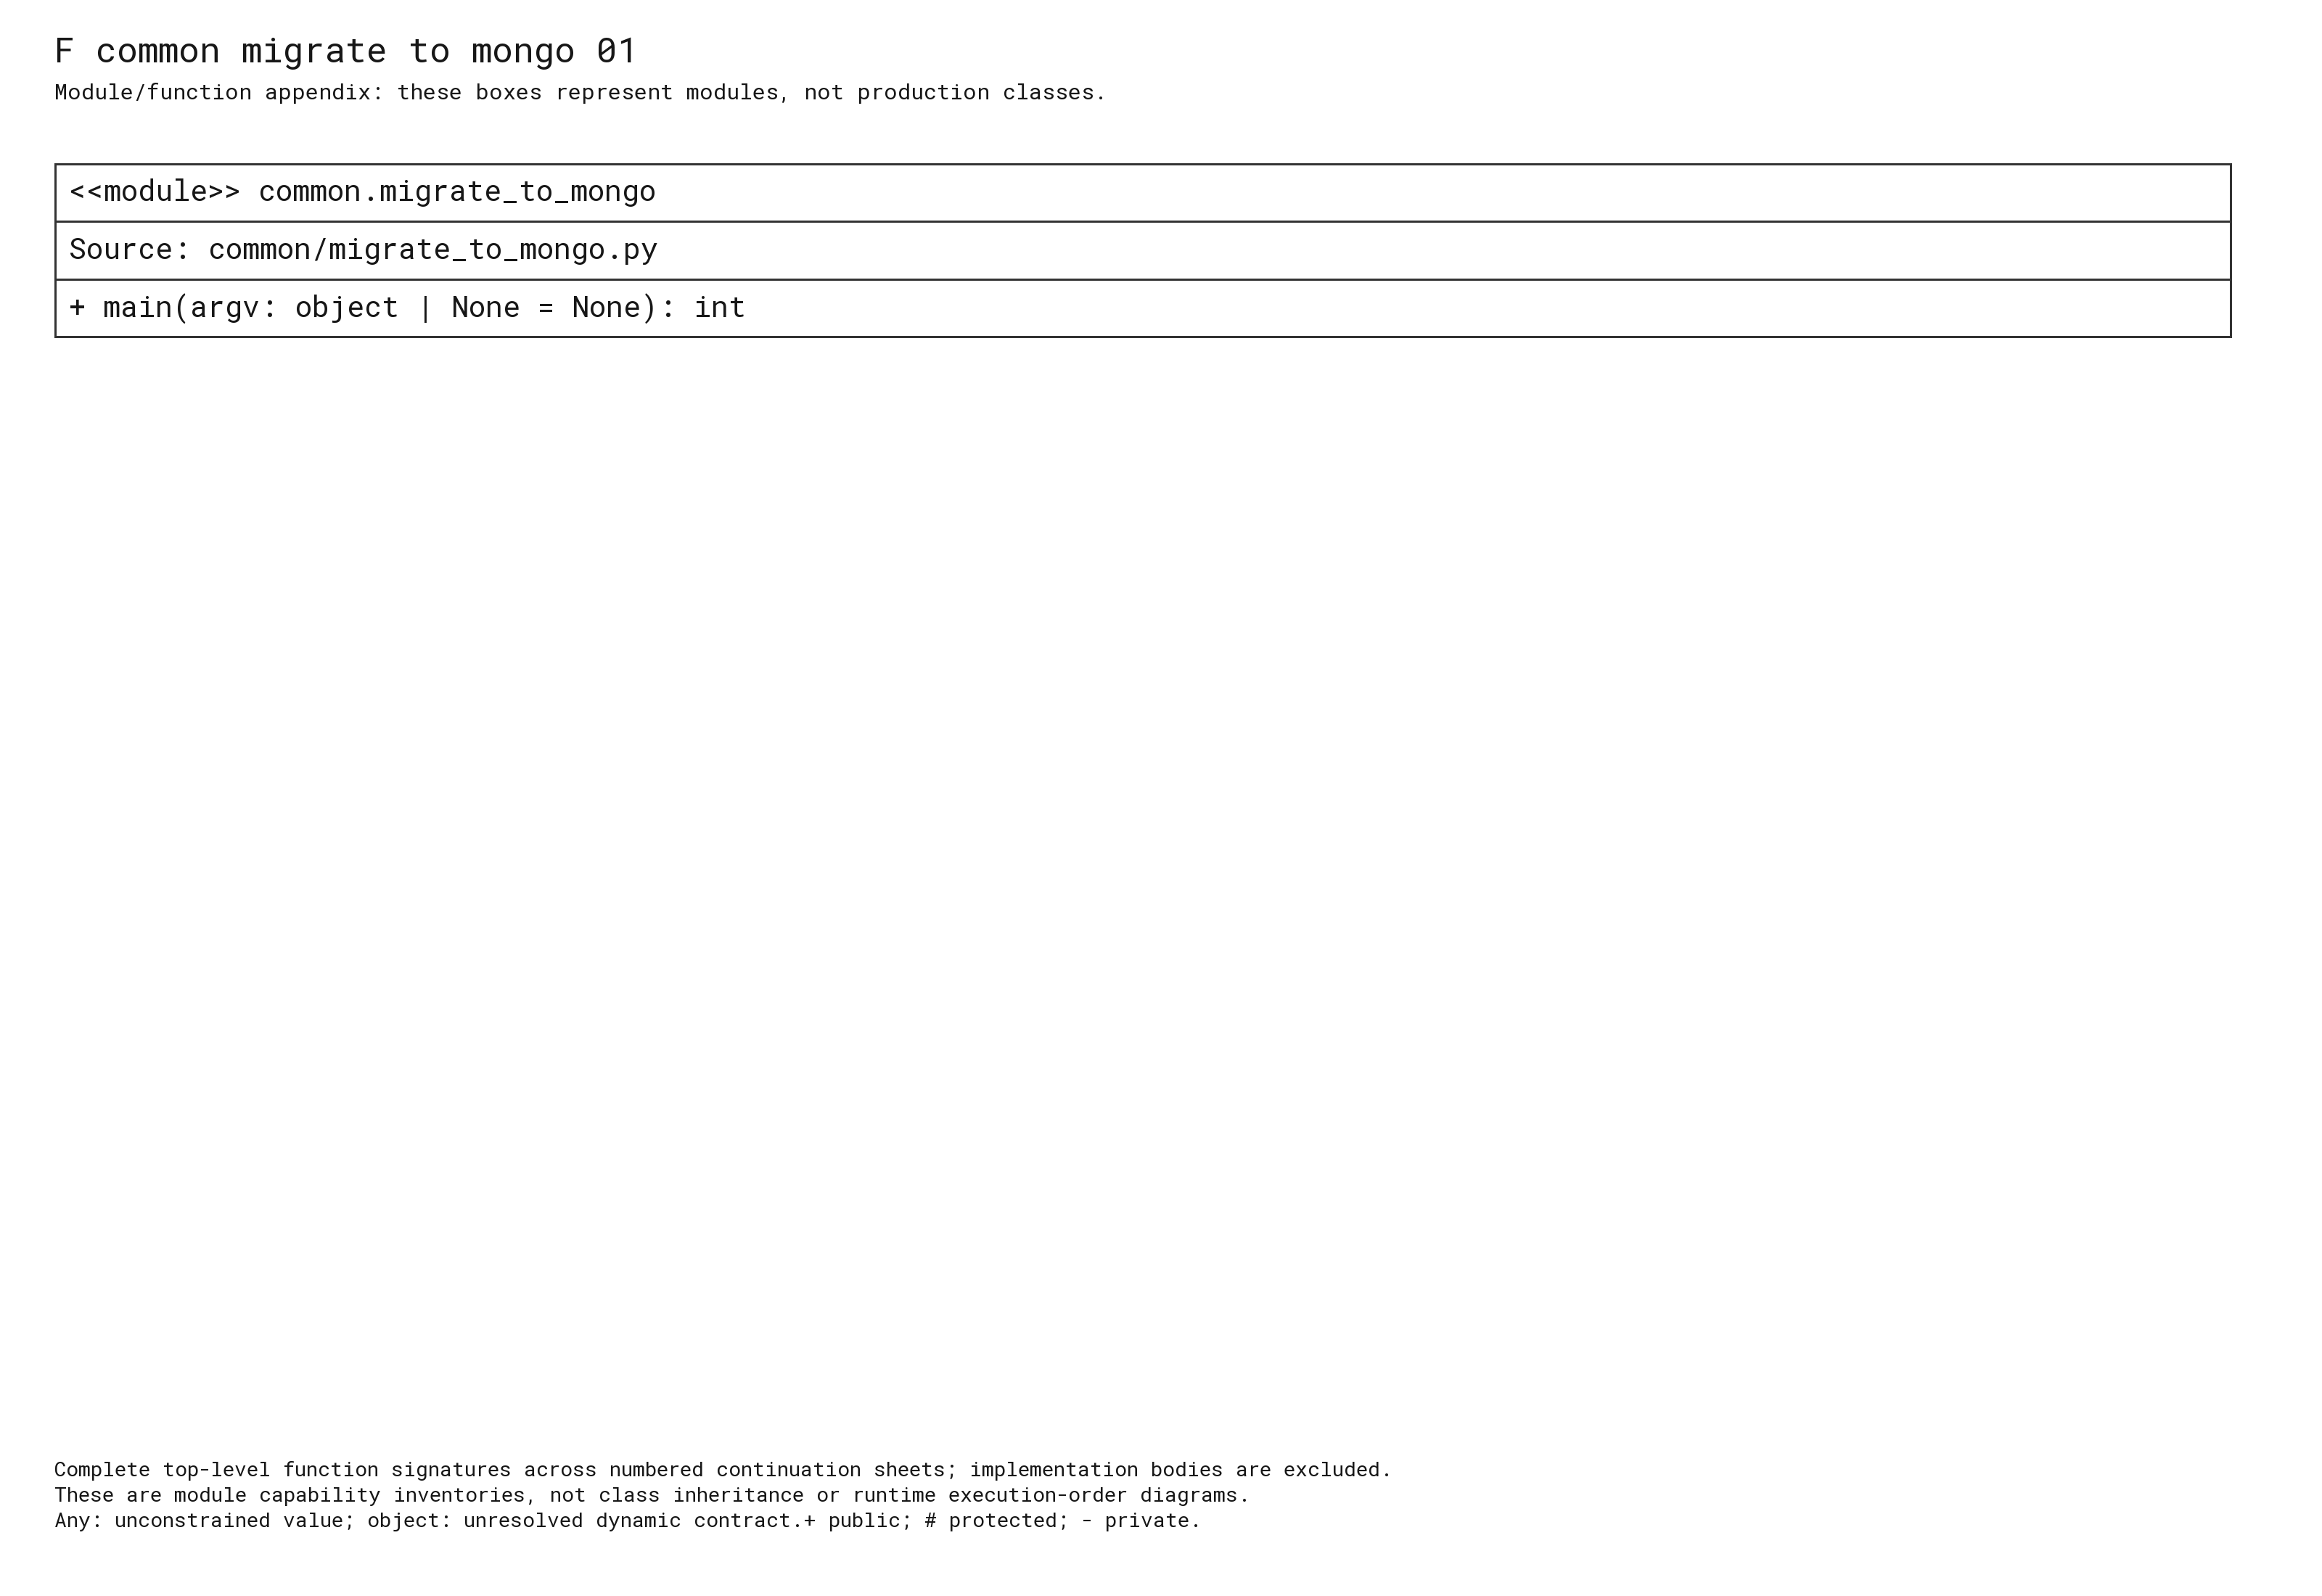 F common migrate to mongo 01
Module/function appendix: these boxes represent modules, not production classes.
<<module>> common.migrate_to_mongo
Source: common/migrate_to_mongo.py
+ main(argv: object | None = None): int
Complete top-level function signatures across numbered continuation sheets; implementation bodies are excluded.
These are module capability inventories, not class inheritance or runtime execution-order diagrams.
Any: unconstrained value; object: unresolved dynamic contract.+ public; # protected; - private.